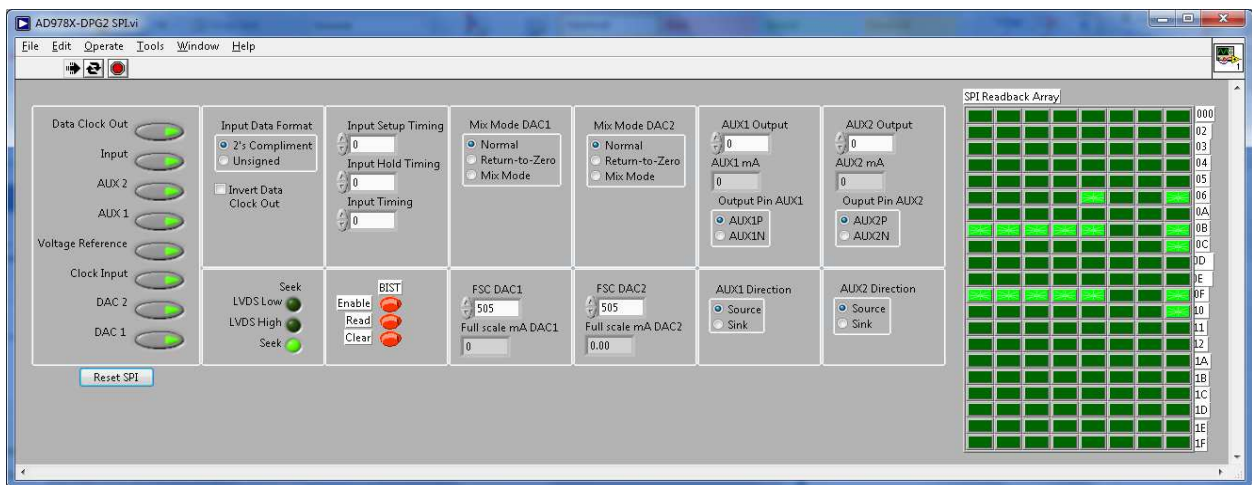 AD978X-DPG2 SPI.vi
File Edit Operate Tools Window Help
1
SPI Readback Array
Data Clock Out
Input
AUX 2
AUX 1
Voltage Reference
Clock Input
DAC 2
DAC 1
Reset SPI
Input Data Format
2's Compliment
Unsigned
Invert Data
Clock Out
Input Setup Timing
0
Input Hold Timing
0
Input Timing
0
Mix Mode DAC1
Normal
Return-to-Zero
Mix Mode
Mix Mode DAC2
Normal
Return-to-Zero
Mix Mode
AUX1 Output
0
AUX1 mA
0
Output Pin AUX1
AUX1P
AUX1N
AUX2 Output
0
AUX2 mA
0
Ouput Pin AUX2
AUX2P
AUX2N
Seek
LVDS Low
LVDS High
Seek
BIST
Enable
Read
Clear
FSC DAC1
505
Full scale mA DAC1
0
FSC DAC2
505
Full scale mA DAC2
0.00
AUX1 Direction
Source
Sink
AUX2 Direction
Source
Sink
000
02
03
04
05
06
0A
0B
0C
0D
0E
0F
10
11
12
1A
1B
1C
1D
1E
1F